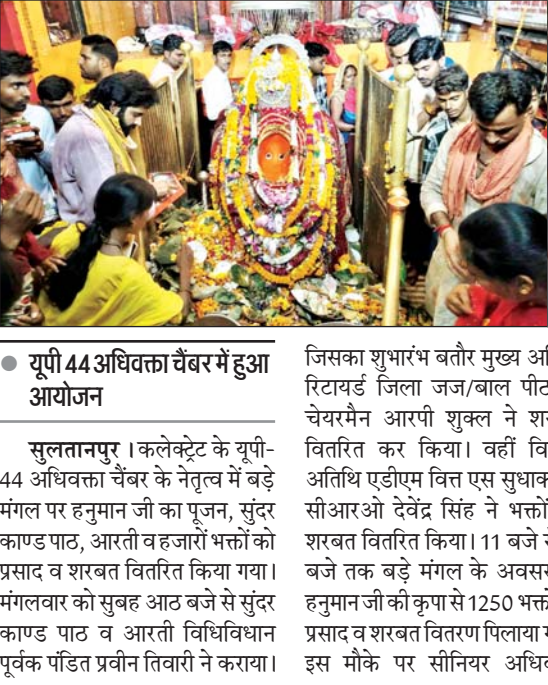 यूपी 44 अधिवक्ता चैंबर में हुआ
आयोजन
सुलतानपुर । कलेक्ट्रेट के यूपी-
44 अधिवक्ता चैंबर के नेतृत्व में बड़े
मंगल पर हनुमान जी का पूजन, सुंदर
काण्ड पाठ, आरती व हजारों भक्तों को
प्रसाद व शरबत वितरित किया गया।
मंगलवार को सुबह आठ बजे से सुंदर
काण्ड पाठ व आरती विधिविधान
पूर्वक पंडित प्रवीन तिवारी ने कराया।
जिसका शुभारंभ बतौर मुख्य
रिटायर्ड जिला जज/बाल
चेयरमैन आरपी शुक्ल ने
वितरित कर किया। वहीं
अतिथि एडीएम वित्त एस
सीआरओ देवेंद्र सिंह ने भक्तों
शरबत वितरित किया। 11 बजे
बजे तक बड़े मंगल के
हनुमान जी की कृपा से 1250
प्रसाद व शरबत वितरण पिलाया
इस मौके पर सीनियर